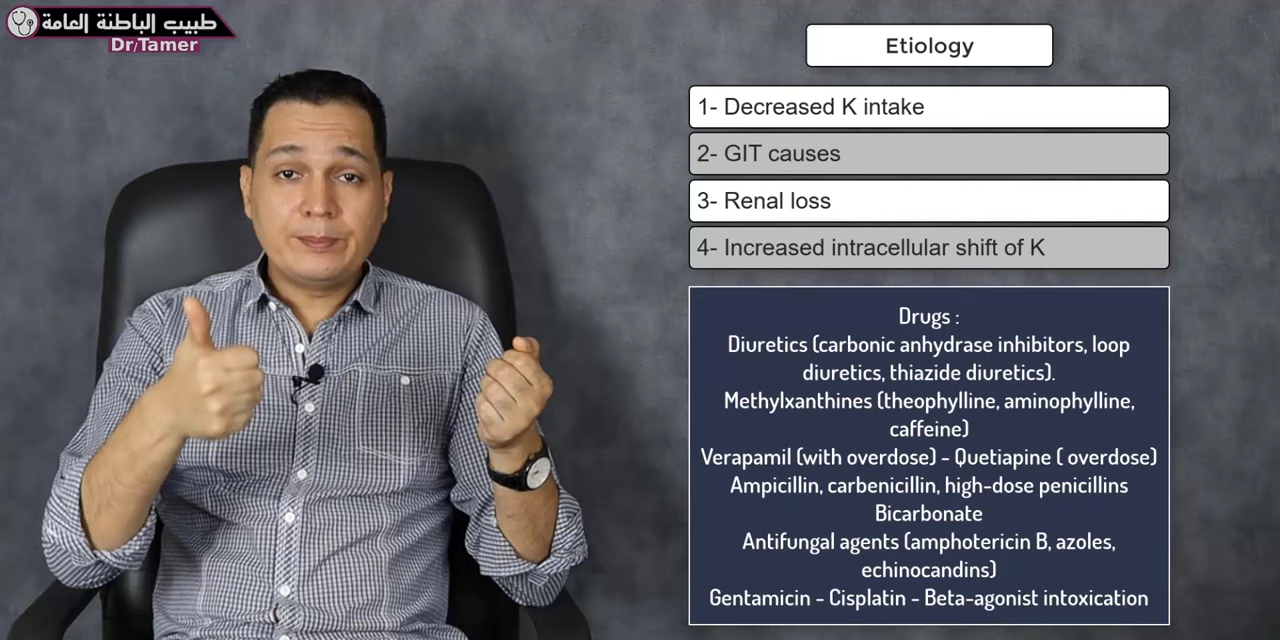 طبيب الباطنة العامة
Dr/Tamer
Etiology
1- Decreased K intake
2- GIT causes
3- Renal loss
4- Increased intracellular shift of K
Drugs :
Diuretics (carbonic anhydrase inhibitors, loop
diuretics, thiazide diuretics).
Methylxanthines (theophylline, aminophylline,
caffeine)
Verapamil (with overdose) - Quetiapine ( overdose)
Ampicillin, carbenicillin, high-dose penicillins
Bicarbonate
Antifungal agents (amphotericin B, azoles,
echinocandins)
Gentamicin - Cisplatin - Beta-agonist intoxication